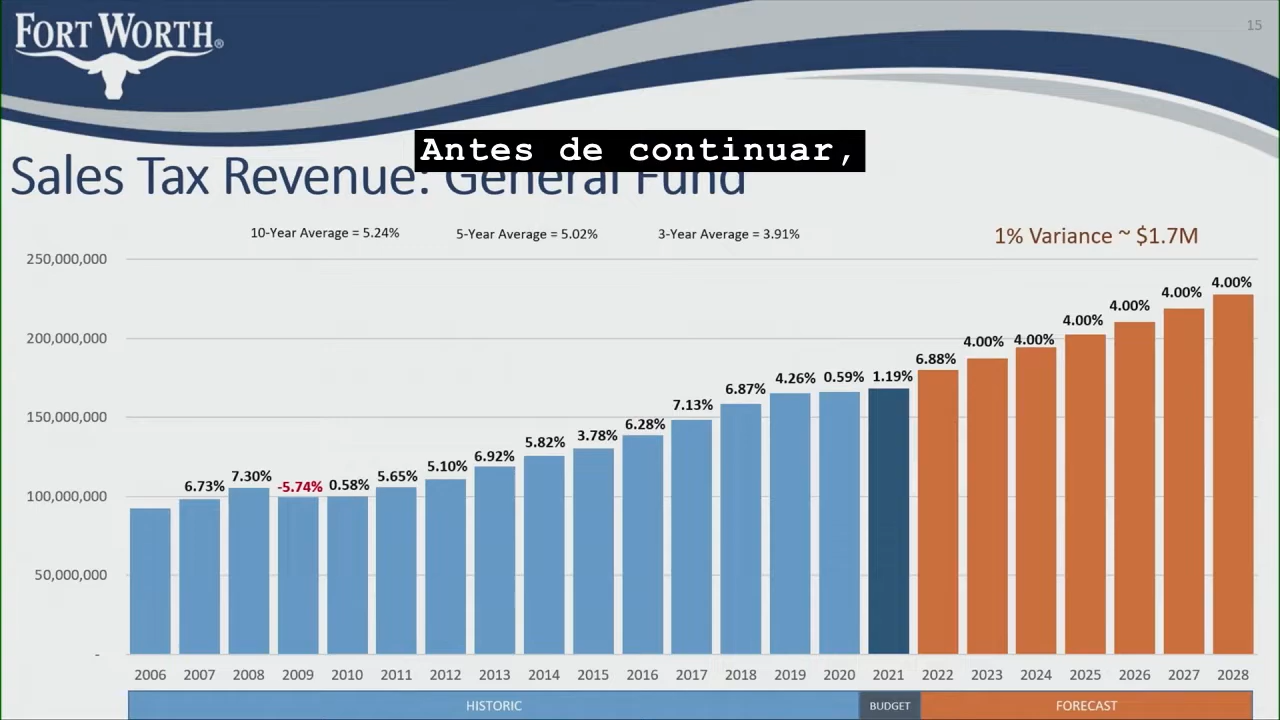 FORT WORTH®
15
Antes de continuar,
Sales Tax Revenue: General Fund
10-Year Average = 5.24% 5-Year Average = 5.02% 3-Year Average = 3.91% 1% Variance ~ $1.7M
250,000,000
200,000,000
150,000,000
100,000,000
50,000,000
-
6.73% 7.30% -5.74% 0.58% 5.65% 5.10% 6.92% 5.82% 3.78% 6.28% 7.13% 6.87% 4.26% 0.59% 1.19% 6.88% 4.00% 4.00% 4.00% 4.00% 4.00% 4.00%
2006 2007 2008 2009 2010 2011 2012 2013 2014 2015 2016 2017 2018 2019 2020 2021 2022 2023 2024 2025 2026 2027 2028
HISTORIC BUDGET FORECAST